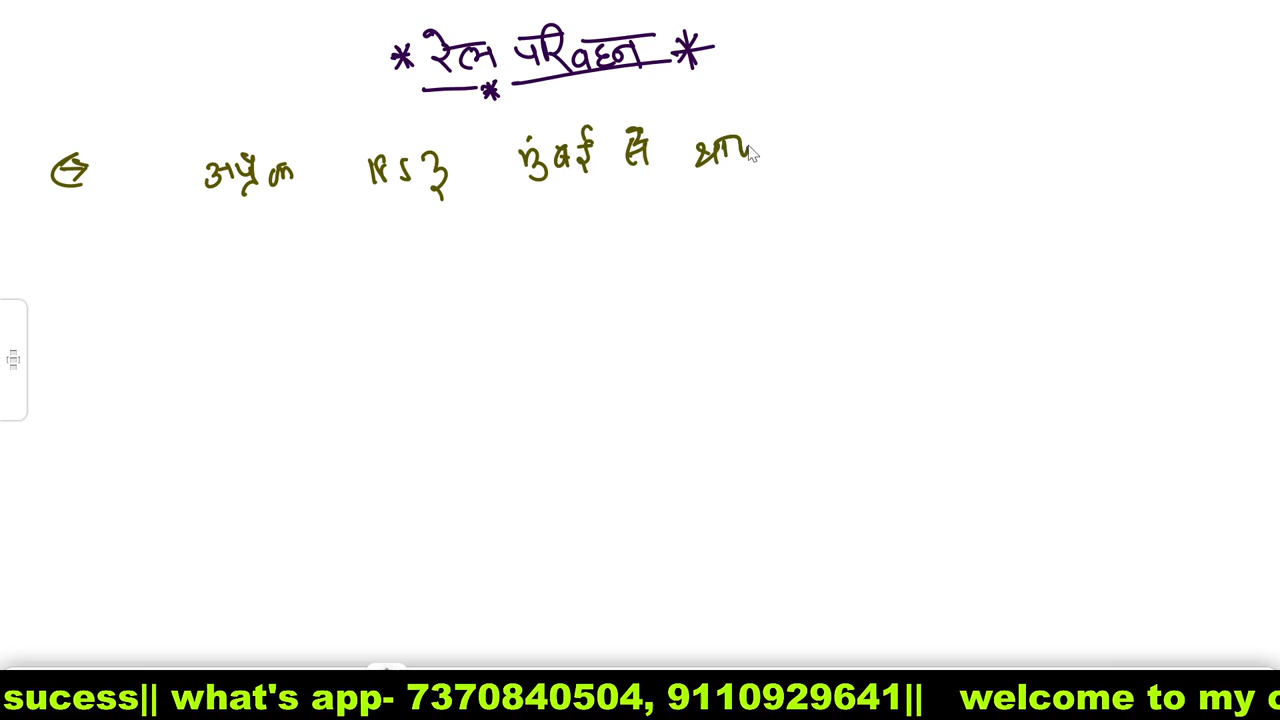 * रेल परिवहन *
*
अप्रैल 1853 मुंबई से
sucess|| what's app- 7370840504, 9110929641|| welcome to my c